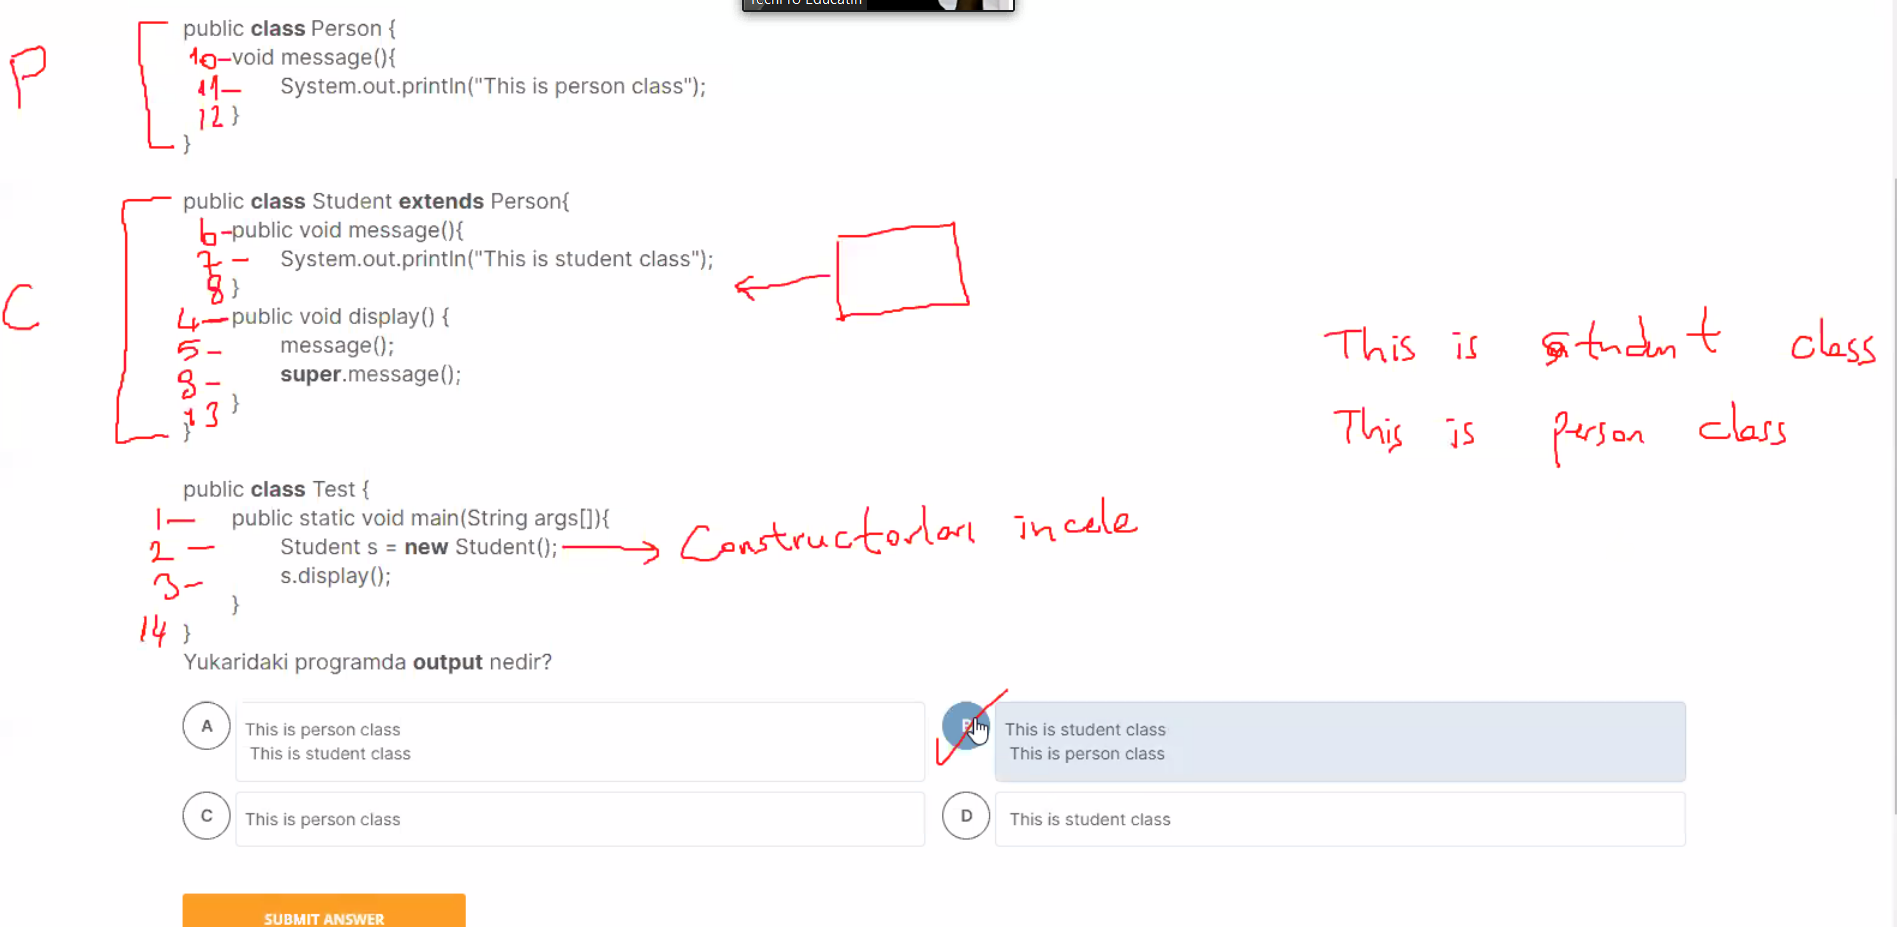 TechPro Educatin
public class Person {
P
10- void message(){
11- System.out.println("This is person class");
12 }
}
public class Student extends Person{
6- public void message(){
7- System.out.println("This is student class");
8 }
C
4- public void display() {
5- message();
This is student class
9- super.message();
13 }
}
This is person class
public class Test {
1- public static void main(String args[]){
2- Student s = new Student(); Constructorları incele
3- s.display();
}
14 }
Yukaridaki programda output nedir?
A This is person class
This is student class
B This is student class
This is person class
C This is person class
D This is student class
SUBMIT ANSWER